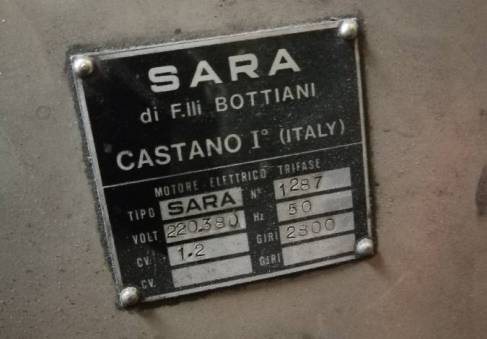 SARA
di F.lli BOTTIANI
CASTANO I° (ITALY)
MOTORE ELETTRICO TRIFASE
TIPO SARA N° 1287
VOLT 220.380 Hz 50
CV. 1.2 GIRI 2800
CV. GIRI